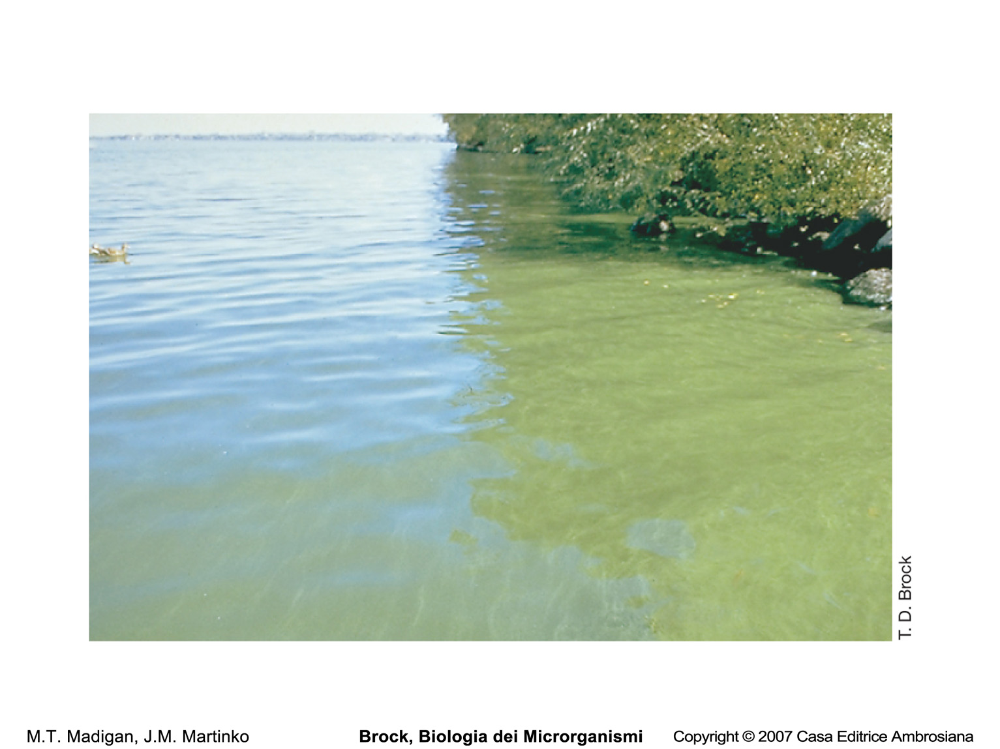 T. D. Brock
M.T. Madigan, J.M. Martinko
Brock, Biologia dei Microrganismi
Copyright © 2007 Casa Editrice Ambrosiana